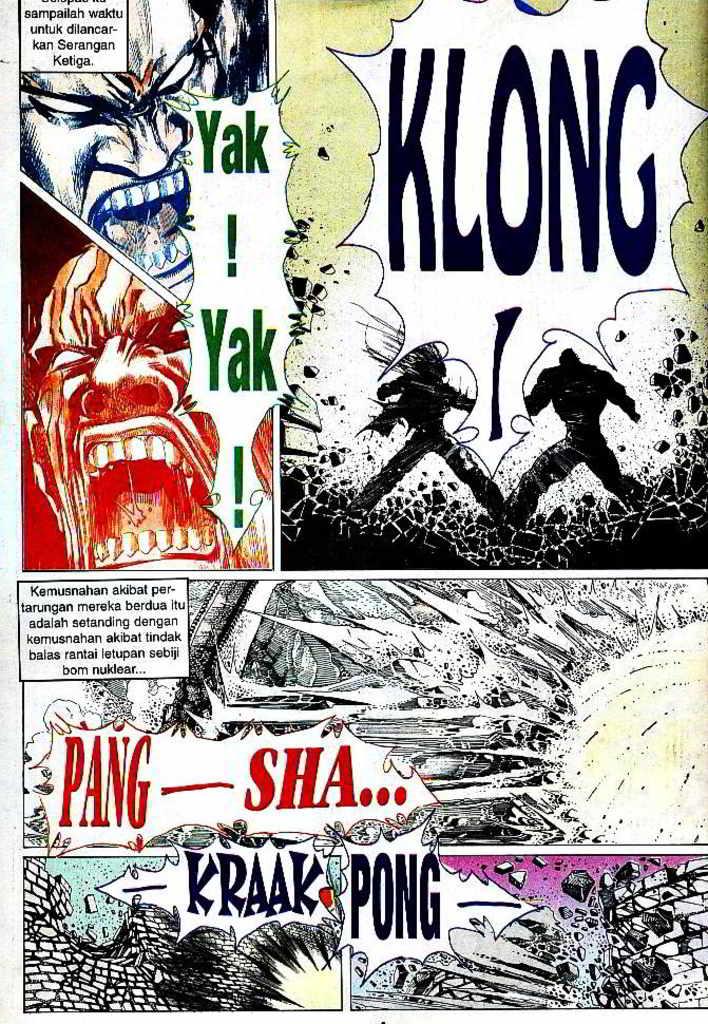 sampailah waktu
untuk dilancar-
kan Serangan
Ketiga.
Yak
!
Yak
!
KLONG
!
Kemusnahan akibat per-
tarungan mereka berdua itu
adalah setanding dengan
kemusnahan akibat tindak
balas rantai letupan sebiji
bom nuklear...
PANG — SHA...
— KRAAK
PONG —